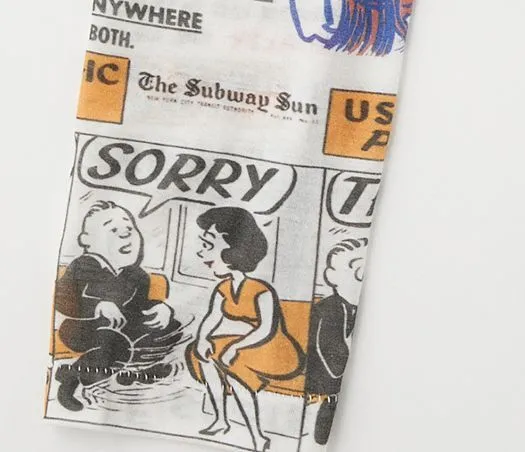 NYWHERE
BOTH.
IC
The Subway Sun
NEW YORK CITY TRANSIT AUTHORITY
US
P
SORRY
T